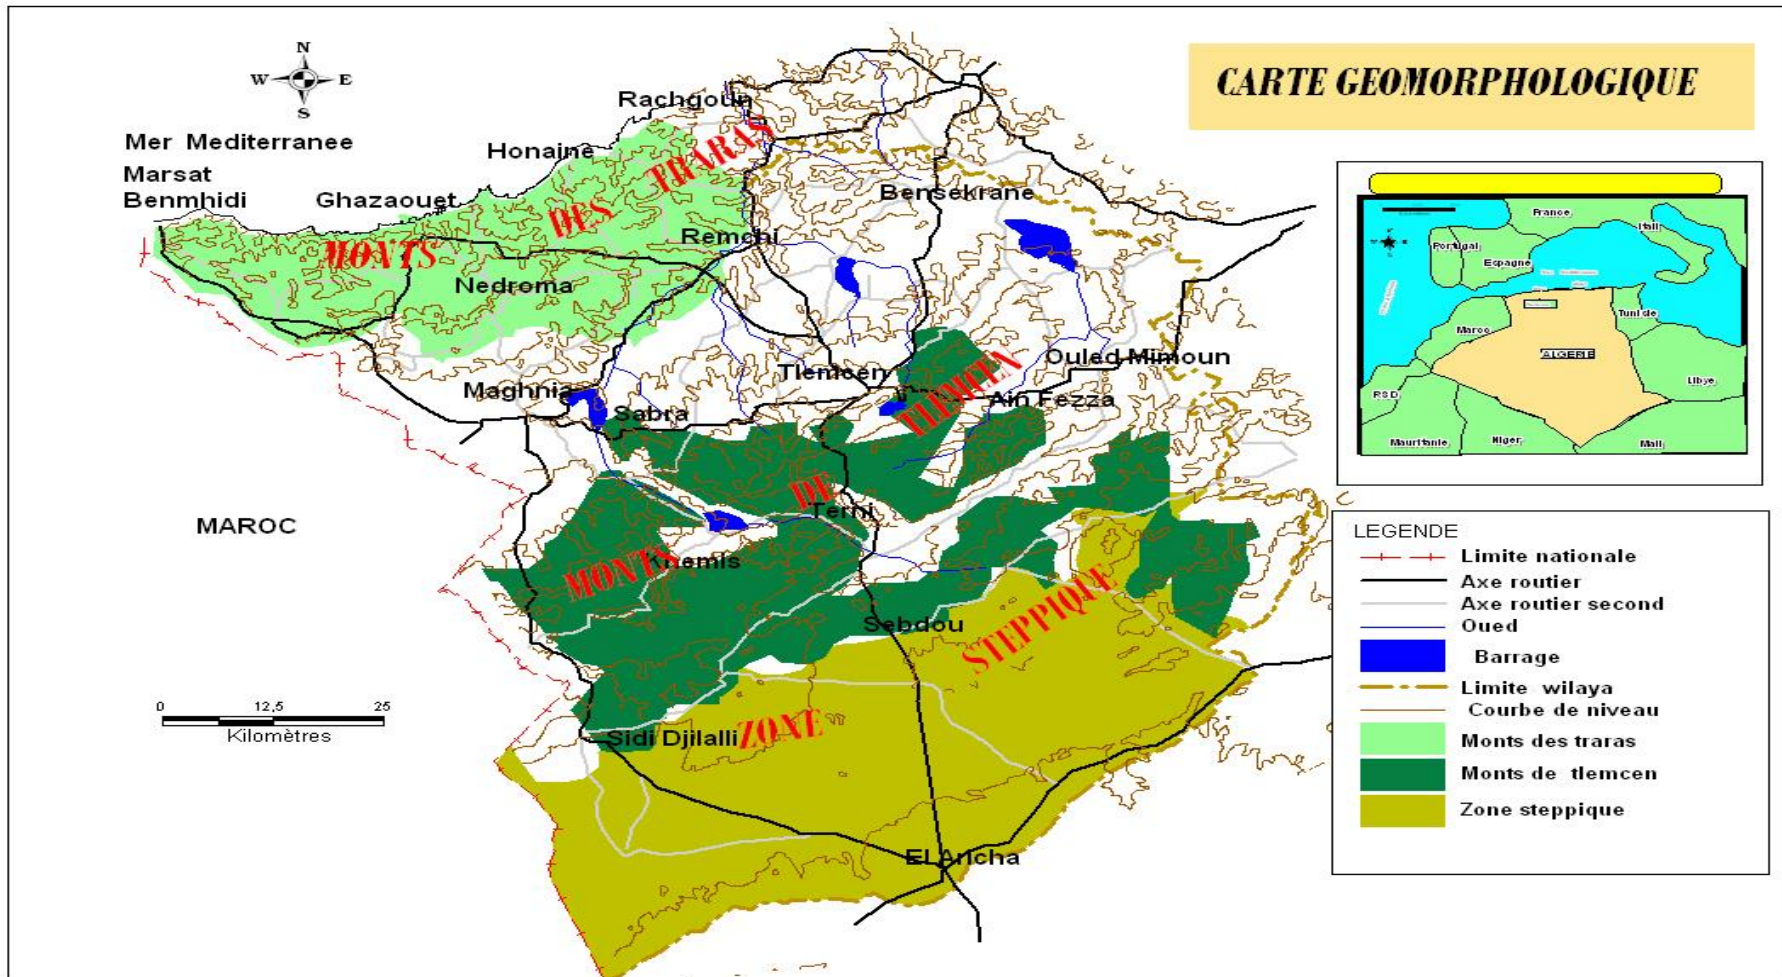 CARTE GEOMORPHOLOGIQUE
N
W E
S
Rachgoun
Mer Mediterranee
Honaine
Marsat
Benmhidi
Ghazaouet
Bensekrane
Remchi
Nedroma
MONTS DES TRARAS
Ouled Mimoun
Tlemcen
Maghnia
Ain Fezza
Sabra
MONTS DE TLEMCEN
Terni
MAROC
Khemis
Sebdou
ZONE STEPPIQUE
Sidi Djilalli
El Aricha
0 12,5 25
Kilomètres
France
Itali
Portugal
Espagne
Tunisie
Maroc
ALGERIE
Libye
RSD
Mauritanie
Niger
Mali
LEGENDE
Limite nationale
Axe routier
Axe routier second
Oued
Barrage
Limite wilaya
Courbe de niveau
Monts des traras
Monts de tlemcen
Zone steppique